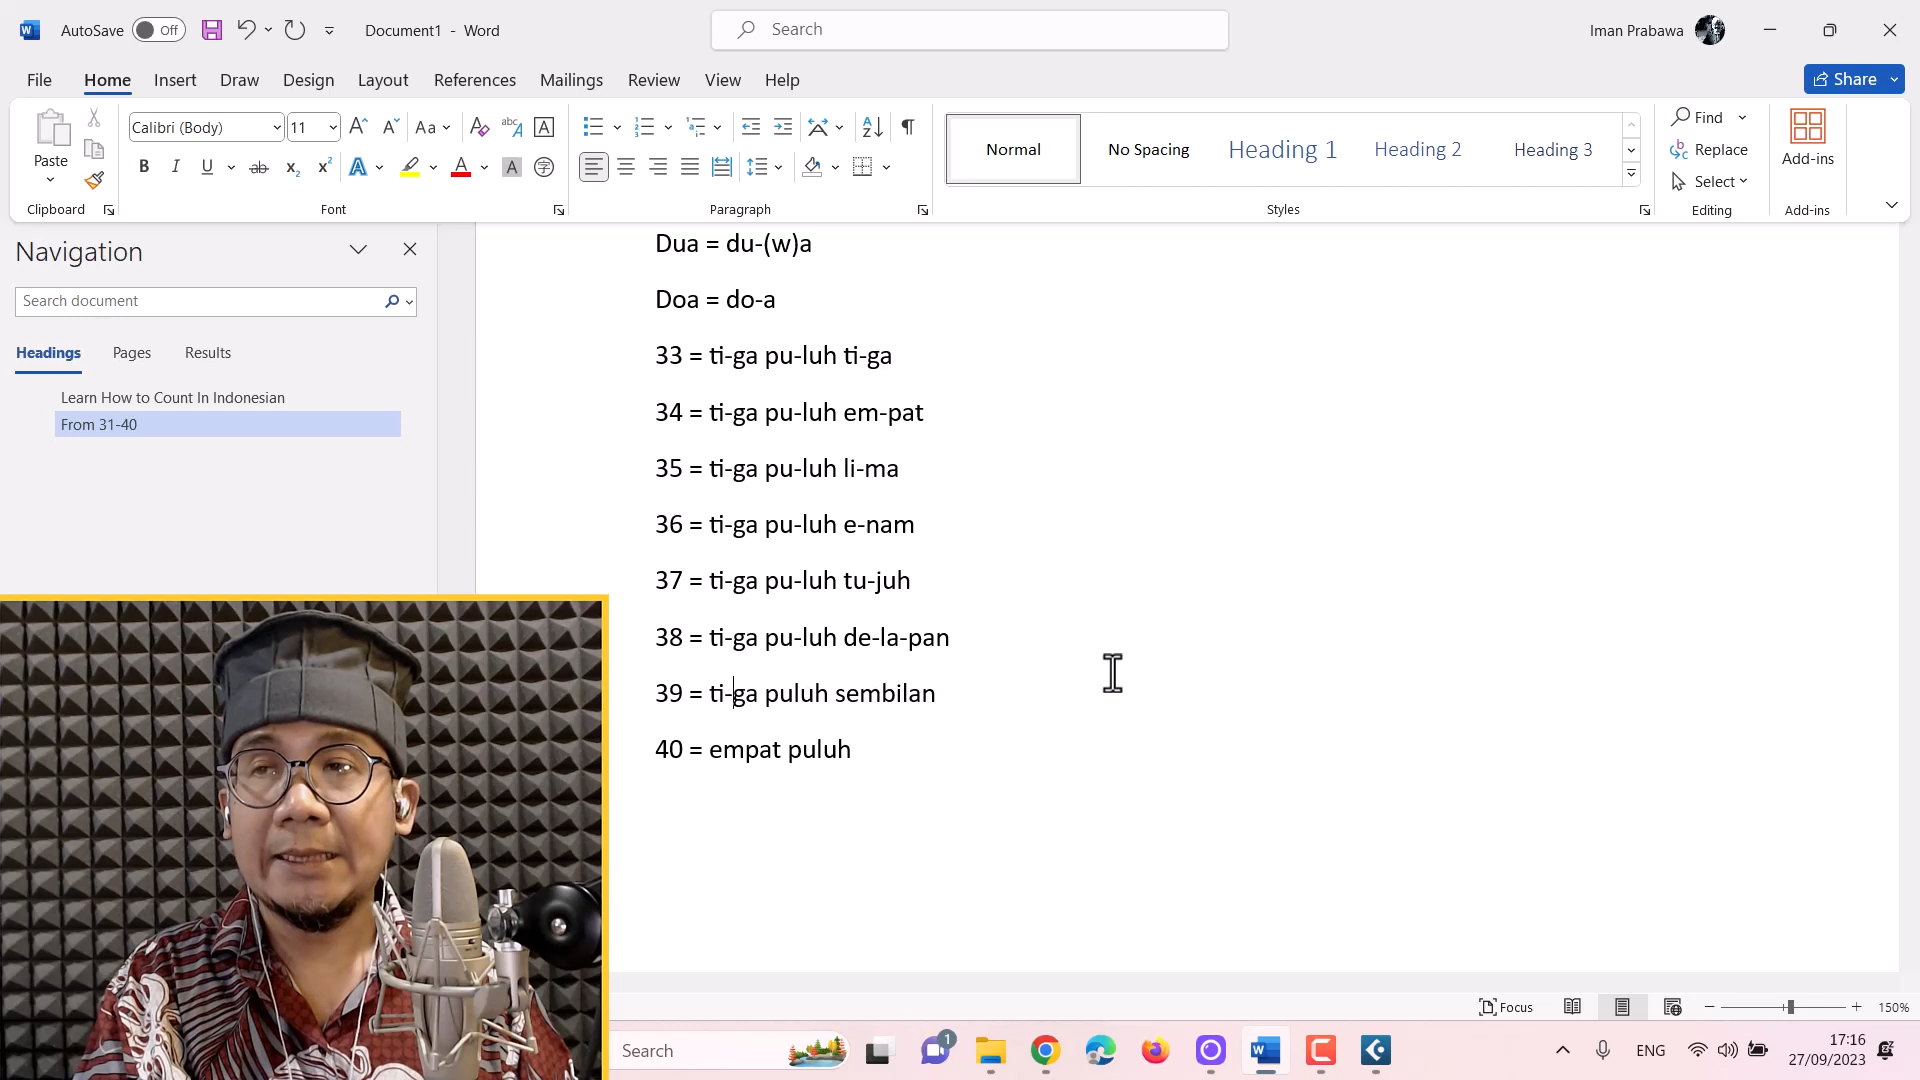 AutoSave Off Document1 - Word Search Iman Prabawa
File Home Insert Draw Design Layout References Mailings Review View Help Share
Paste Calibri (Body) 11 Aa Normal No Spacing Heading 1 Heading 2 Heading 3 Find Replace Select Add-ins
Clipboard Font Paragraph Styles Editing Add-ins
Navigation
Search document
Headings Pages Results
Learn How to Count In Indonesian
From 31-40
Dua = du-(w)a
Doa = do-a
33 = ti-ga pu-luh ti-ga
34 = ti-ga pu-luh em-pat
35 = ti-ga pu-luh li-ma
36 = ti-ga pu-luh e-nam
37 = ti-ga pu-luh tu-juh
38 = ti-ga pu-luh de-la-pan
39 = ti-ga puluh sembilan
40 = empat puluh
Focus 150%
Search 1 ENG 17:16
27/09/2023